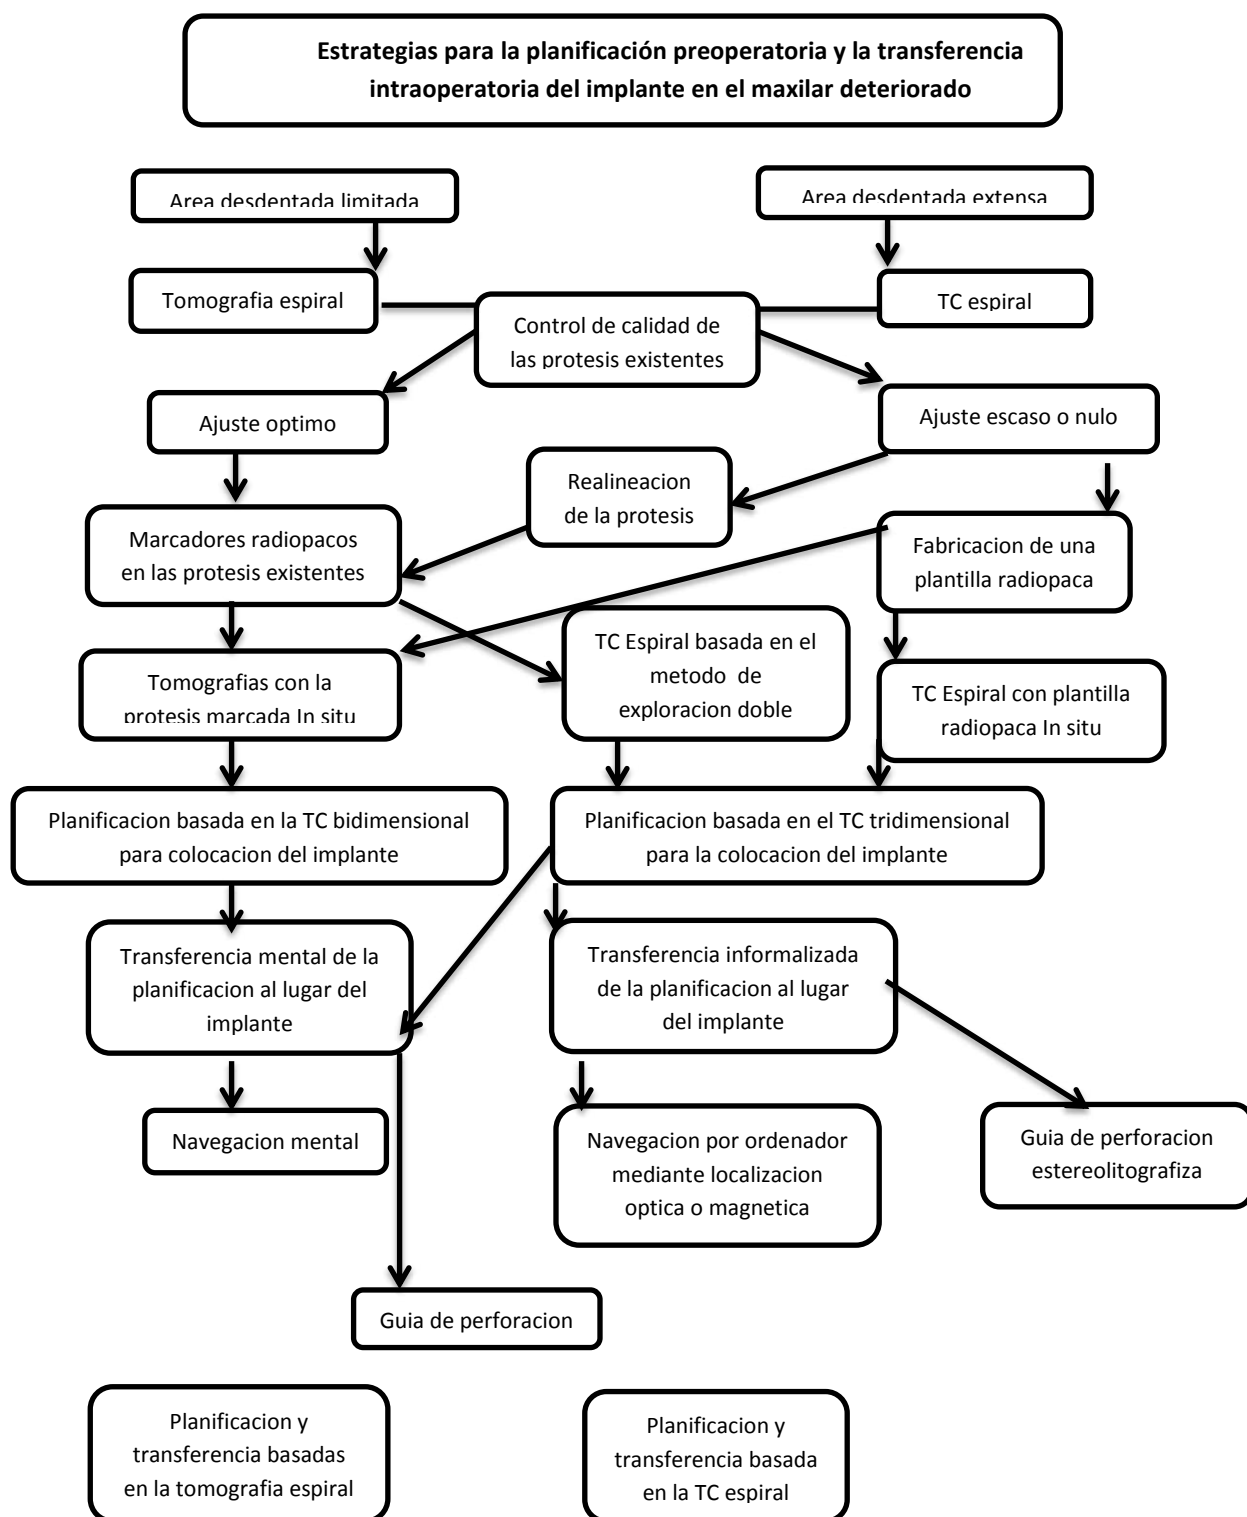 Estrategias para la planificación preoperatoria y la transferencia
intraoperatoria del implante en el maxilar deteriorado
Area desdentada limitada
Area desdentada extensa
Tomografia espiral
TC espiral
Control de calidad de
las protesis existentes
Ajuste optimo
Ajuste escaso o nulo
Realineacion
de la protesis
Marcadores radiopacos
en las protesis existentes
Fabricacion de una
plantilla radiopaca
TC Espiral basada en el
metodo de
exploracion doble
Tomografias con la
protesis marcada In situ
TC Espiral con plantilla
radiopaca In situ
Planificacion basada en la TC bidimensional
para colocacion del implante
Planificacion basada en el TC tridimensional
para la colocacion del implante
Transferencia mental de la
planificacion al lugar del
implante
Transferencia informalizada
de la planificacion al lugar
del implante
Navegacion mental
Navegacion por ordenador
mediante localizacion
optica o magnetica
Guia de perforacion
estereolitografiza
Guia de perforacion
Planificacion y
transferencia basadas
en la tomografia espiral
Planificacion y
transferencia basada
en la TC espiral